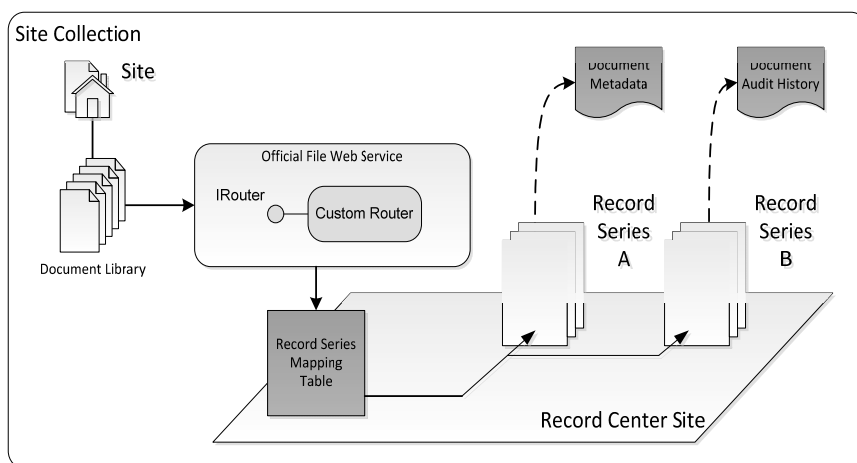 Site Collection
Site
Document Library
Official File Web Service
IRouter
Custom Router
Document
Metadata
Document
Audit History
Record
Series
A
Record
Series
B
Record Series
Mapping
Table
Record Center Site